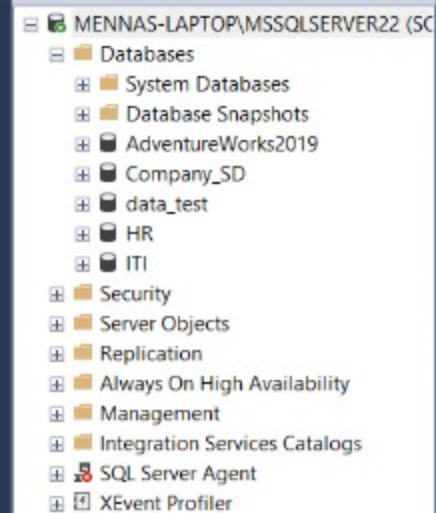 MENNAS-LAPTOP\MSSQLSERVER22 (SC
Databases
System Databases
Database Snapshots
AdventureWorks2019
Company_SD
data_test
HR
ITI
Security
Server Objects
Replication
Always On High Availability
Management
Integration Services Catalogs
SQL Server Agent
XEvent Profiler